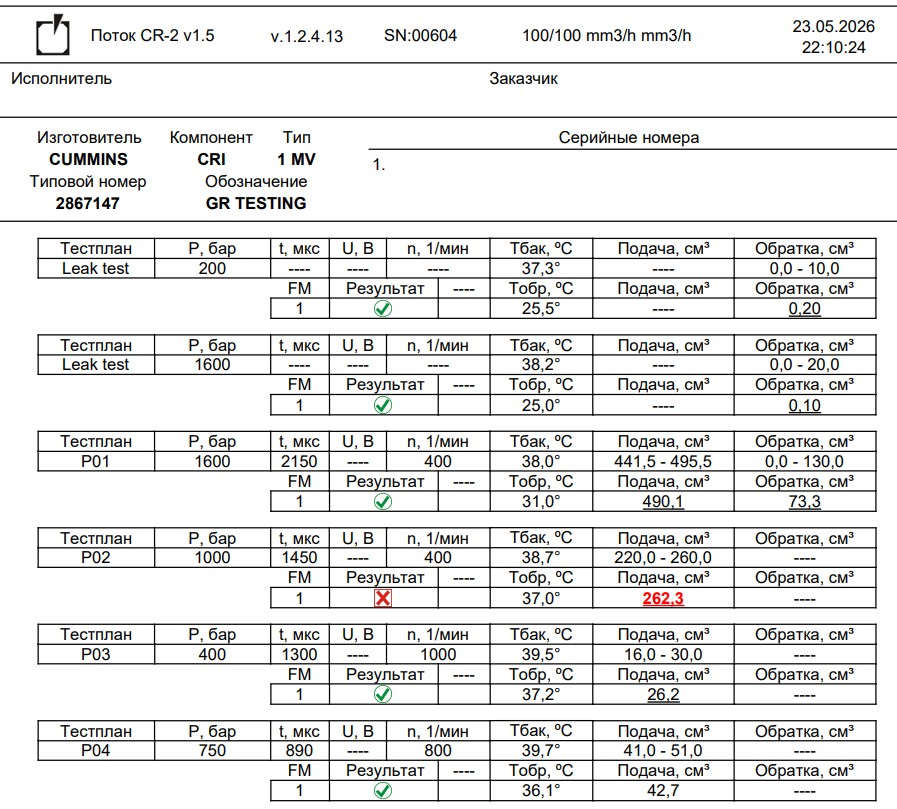 Поток CR-2 v1.5 v.1.2.4.13 SN:00604 100/100 mm3/h mm3/h 23.05.2026
22:10:24
Исполнитель Заказчик
Изготовитель Компонент Тип Серийные номера
CUMMINS CRI 1 MV 1.
Типовой номер Обозначение
2867147 GR TESTING
Тестплан P, бар t, мкс U, В n, 1/мин Тбак, ºC Подача, см³ Обратка, см³
Leak test 200 ---- ---- ---- 37,3° ---- 0,0 - 10,0
FM Результат ---- Тобр, ºC Подача, см³ Обратка, см³
1 25,5° ---- 0,20
Тестплан P, бар t, мкс U, В n, 1/мин Тбак, ºC Подача, см³ Обратка, см³
Leak test 1600 ---- ---- ---- 38,2° ---- 0,0 - 20,0
FM Результат ---- Тобр, ºC Подача, см³ Обратка, см³
1 25,0° ---- 0,10
Тестплан P, бар t, мкс U, В n, 1/мин Тбак, ºC Подача, см³ Обратка, см³
P01 1600 2150 ---- 400 38,0° 441,5 - 495,5 0,0 - 130,0
FM Результат ---- Тобр, ºC Подача, см³ Обратка, см³
1 31,0° 490,1 73,3
Тестплан P, бар t, мкс U, В n, 1/мин Тбак, ºC Подача, см³ Обратка, см³
P02 1000 1450 ---- 400 38,7° 220,0 - 260,0 ----
FM Результат ---- Тобр, ºC Подача, см³ Обратка, см³
1 37,0° 262,3 ----
Тестплан P, бар t, мкс U, В n, 1/мин Тбак, ºC Подача, см³ Обратка, см³
P03 400 1300 ---- 1000 39,5° 16,0 - 30,0 ----
FM Результат ---- Тобр, ºC Подача, см³ Обратка, см³
1 37,2° 26,2 ----
Тестплан P, бар t, мкс U, В n, 1/мин Тбак, ºC Подача, см³ Обратка, см³
P04 750 890 ---- 800 39,7° 41,0 - 51,0 ----
FM Результат ---- Тобр, ºC Подача, см³ Обратка, см³
1 36,1° 42,7 ----